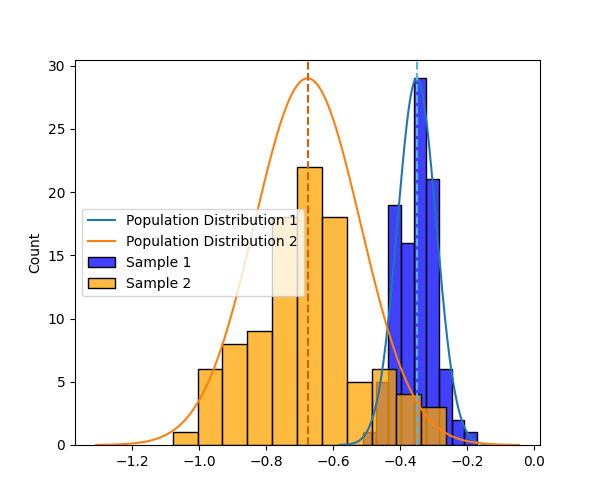 30
25
20
15
10
5
0
Count
Population Distribution 1
Population Distribution 2
Sample 1
Sample 2
−1.2 −1.0 −0.8 −0.6 −0.4 −0.2 0.0